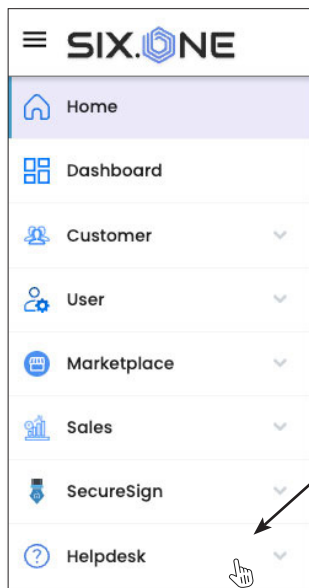 SIX.ONE
Home
Dashboard
Customer
User
Marketplace
Sales
SecureSign
Helpdesk